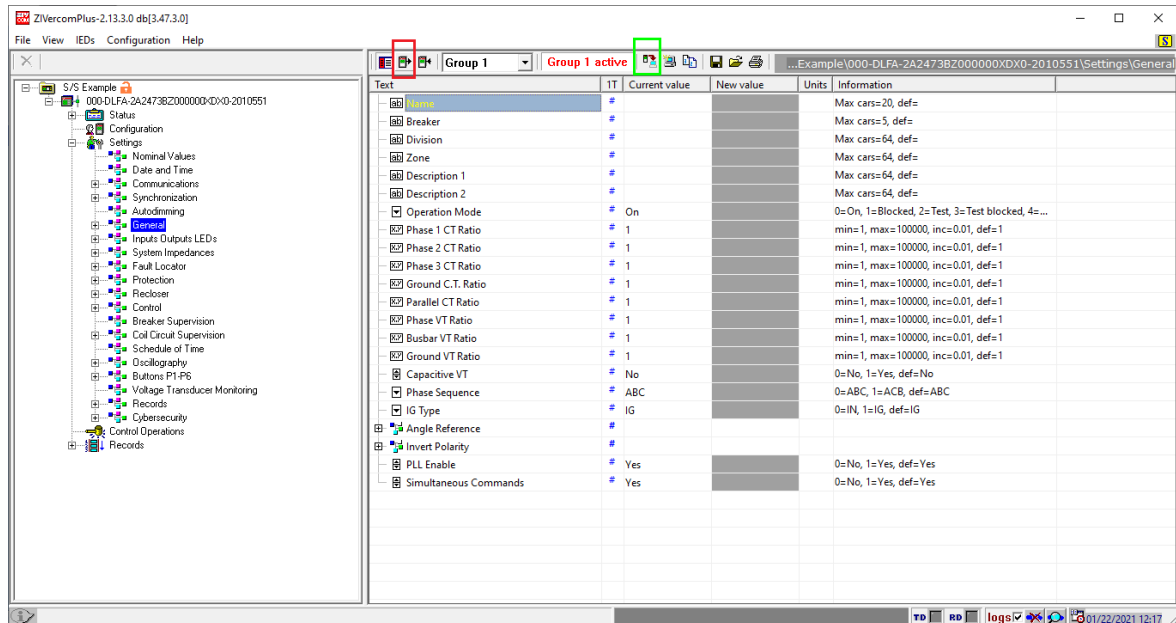 ZIVercomPlus-2.13.3.0 db[3.47.3.0]
File View IEDs Configuration Help
S
Group 1 Group 1 active ...Example\000-DLFA-2A2473BZ000000XDX0-2010551\Settings\General
S/S Example
000-DLFA-2A2473BZ000000XDX0-2010551
Status
Configuration
Settings
Nominal Values
Date and Time
Communications
Synchronization
Autodimming
General
Inputs Outputs LEDs
System Impedances
Fault Locator
Protection
Recloser
Control
Breaker Supervision
Coil Circuit Supervision
Schedule of Time
Oscillography
Buttons P1-P6
Voltage Transducer Monitoring
Records
Cybersecurity
Control Operations
Records
Text 1T Current value New value Units Information
ab Name # Max cars=20, def=
ab Breaker # Max cars=5, def=
ab Division # Max cars=64, def=
ab Zone # Max cars=64, def=
ab Description 1 # Max cars=64, def=
ab Description 2 # Max cars=64, def=
Operation Mode # On 0=On, 1=Blocked, 2=Test, 3=Test blocked, 4=...
X.Y Phase 1 CT Ratio # 1 min=1, max=100000, inc=0.01, def=1
X.Y Phase 2 CT Ratio # 1 min=1, max=100000, inc=0.01, def=1
X.Y Phase 3 CT Ratio # 1 min=1, max=100000, inc=0.01, def=1
X.Y Ground C.T. Ratio # 1 min=1, max=100000, inc=0.01, def=1
X.Y Parallel CT Ratio # 1 min=1, max=100000, inc=0.01, def=1
X.Y Phase VT Ratio # 1 min=1, max=100000, inc=0.01, def=1
X.Y Busbar VT Ratio # 1 min=1, max=100000, inc=0.01, def=1
X.Y Ground VT Ratio # 1 min=1, max=100000, inc=0.01, def=1
Capacitive VT # No 0=No, 1=Yes, def=No
Phase Sequence # ABC 0=ABC, 1=ACB, def=ABC
IG Type # IG 0=IN, 1=IG, def=IG
Angle Reference #
Invert Polarity #
PLL Enable # Yes 0=No, 1=Yes, def=Yes
Simultaneous Commands # Yes 0=No, 1=Yes, def=Yes
TD RD logs 01/22/2021 12:17